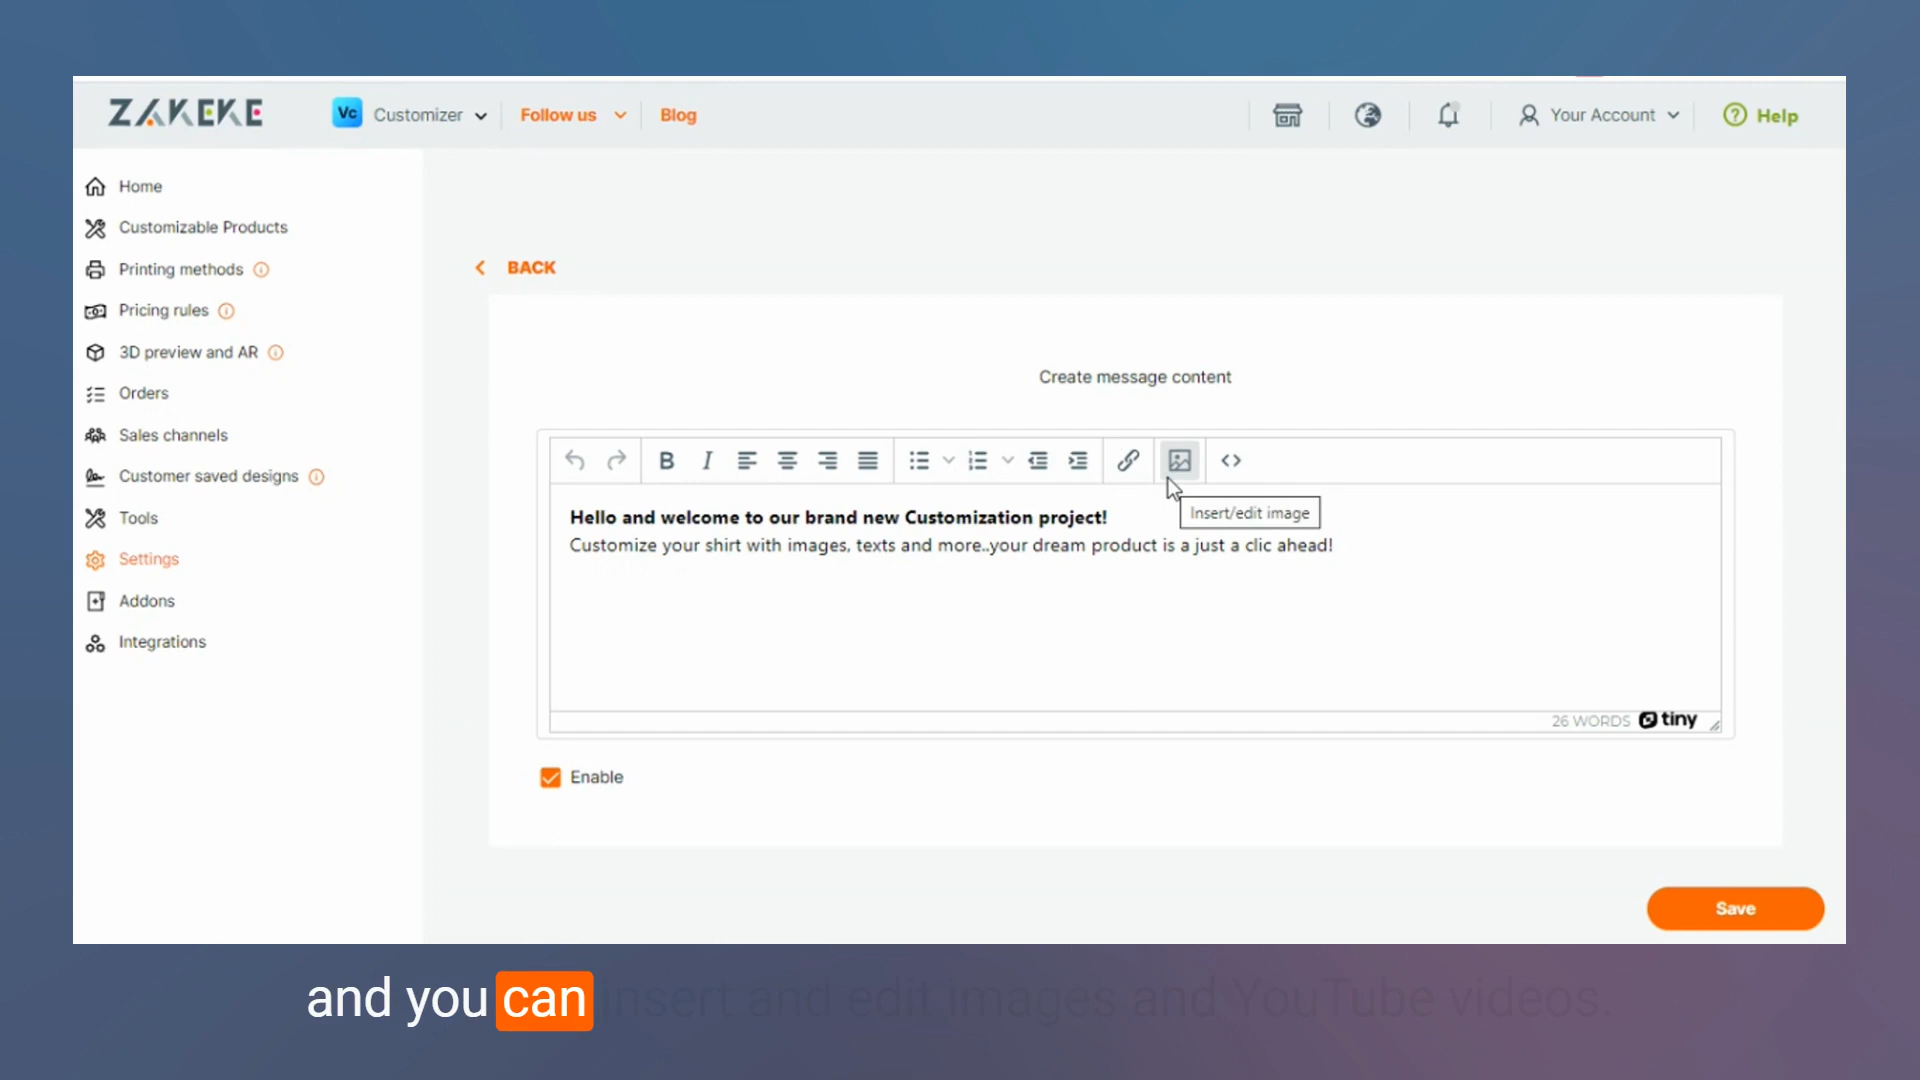 ZAKEKE
Vc Customizer
Follow us
Blog
Your Account
Help
Home
Customizable Products
Printing methods
Pricing rules
3D preview and AR
Orders
Sales channels
Customer saved designs
Tools
Settings
Addons
Integrations
BACK
Create message content
B I
Insert/edit image
Hello and welcome to our brand new Customization project!
Customize your shirt with images, texts and more..your dream product is a just a clic ahead!
26 WORDS tiny
Enable
Save
and you can insert and edit images and YouTube videos.